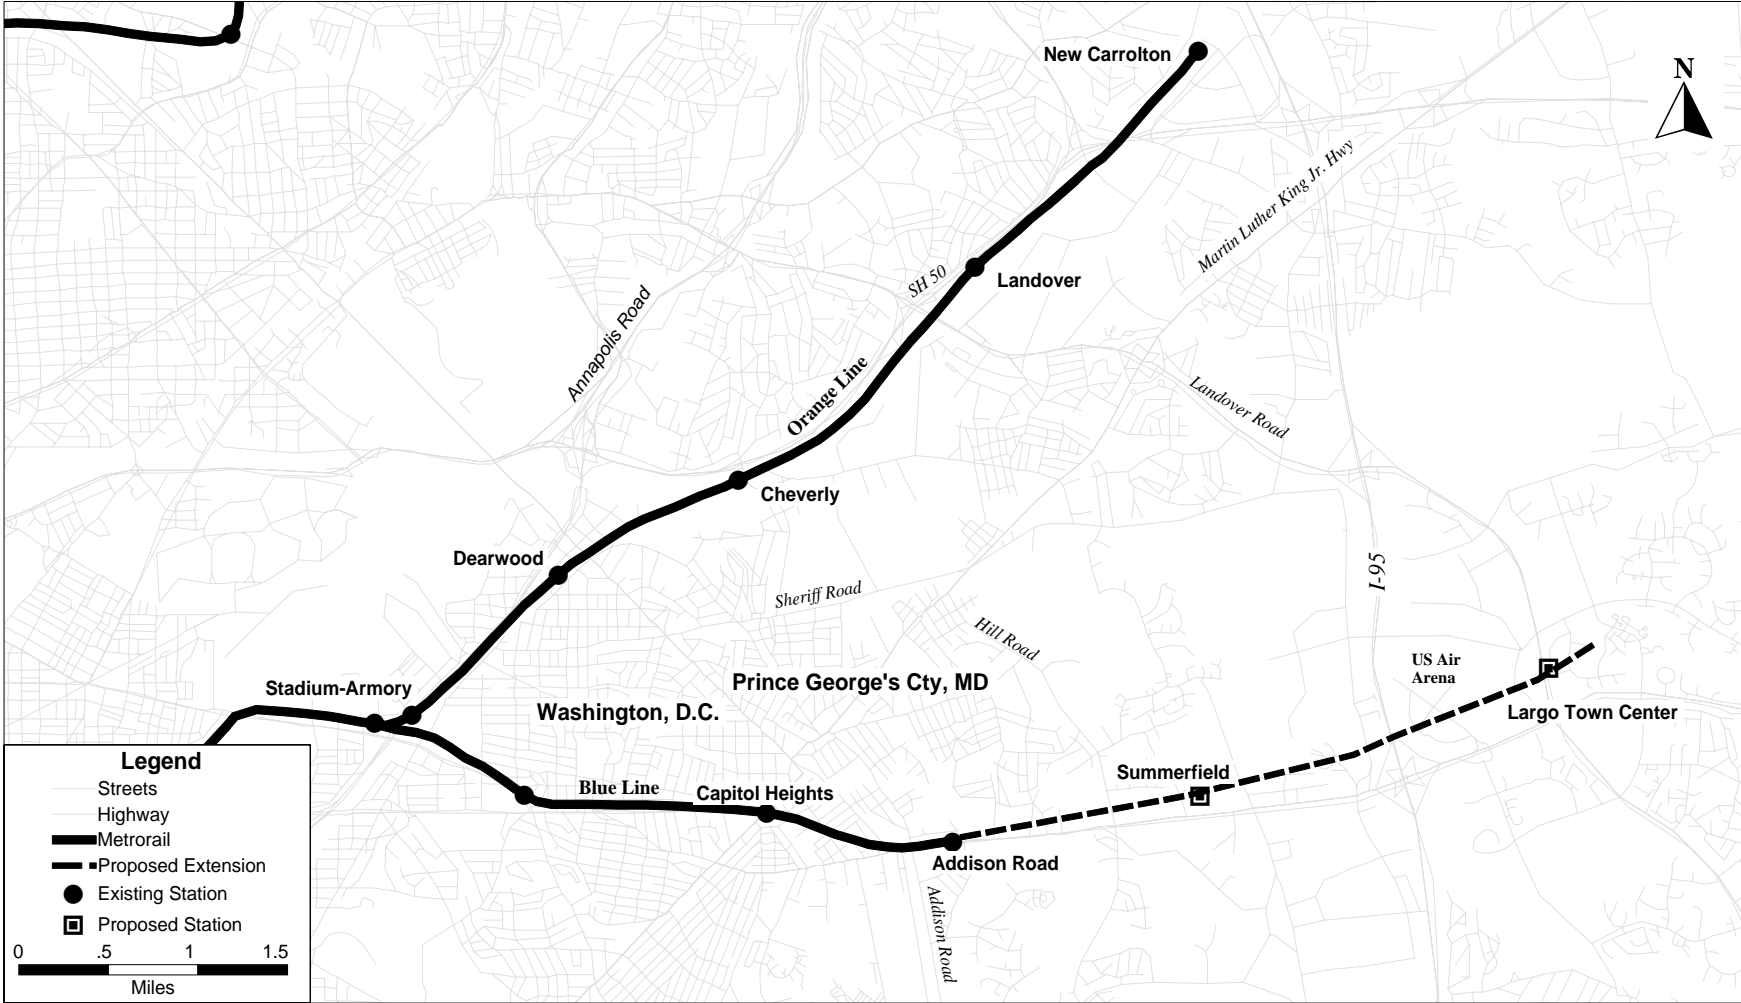 New Carrolton
N
Martin Luther King Jr. Hwy
SH 50
Landover
Annapolis Road
Orange Line
Landover Road
Cheverly
Dearwood
I-95
Sheriff Road
Hill Road
US Air
Arena
Prince George's Cty, MD
Stadium-Armory
Washington, D.C.
Largo Town Center
Summerfield
Blue Line
Capitol Heights
Addison Road
Addison Road
Legend
Streets
Highway
Metrorail
Proposed Extension
Existing Station
Proposed Station
0 .5 1 1.5
Miles